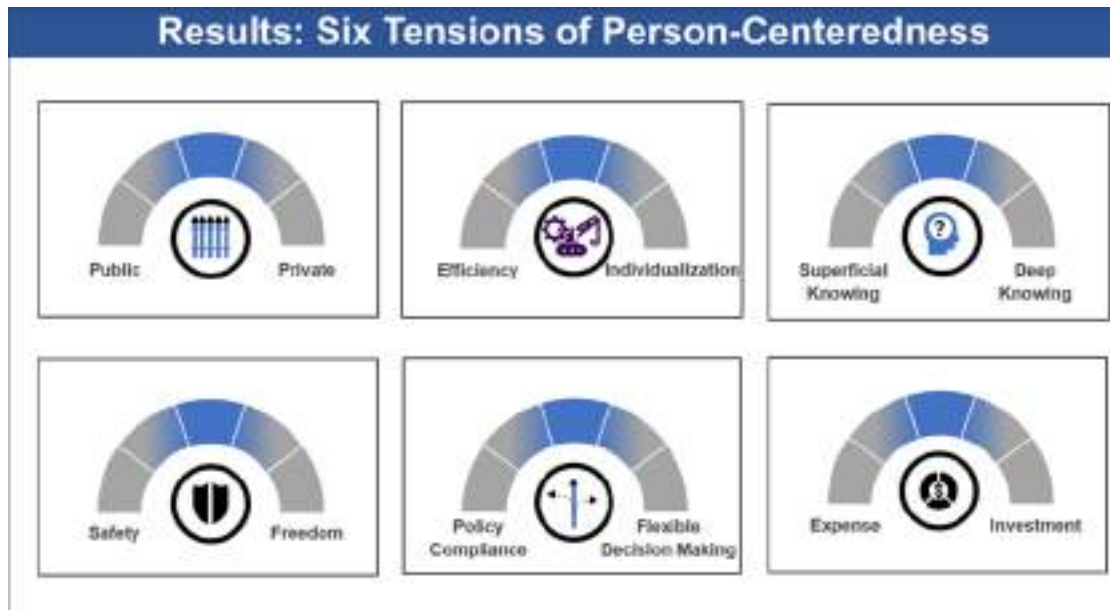 Results: Six Tensions of Person-Centeredness
Public
Private
Efficiency
Individualization
Superficial
Knowing
Deep
Knowing
?
Safety
Freedom
Policy
Compliance
Flexible
Decision Making
Expense
Investment
$